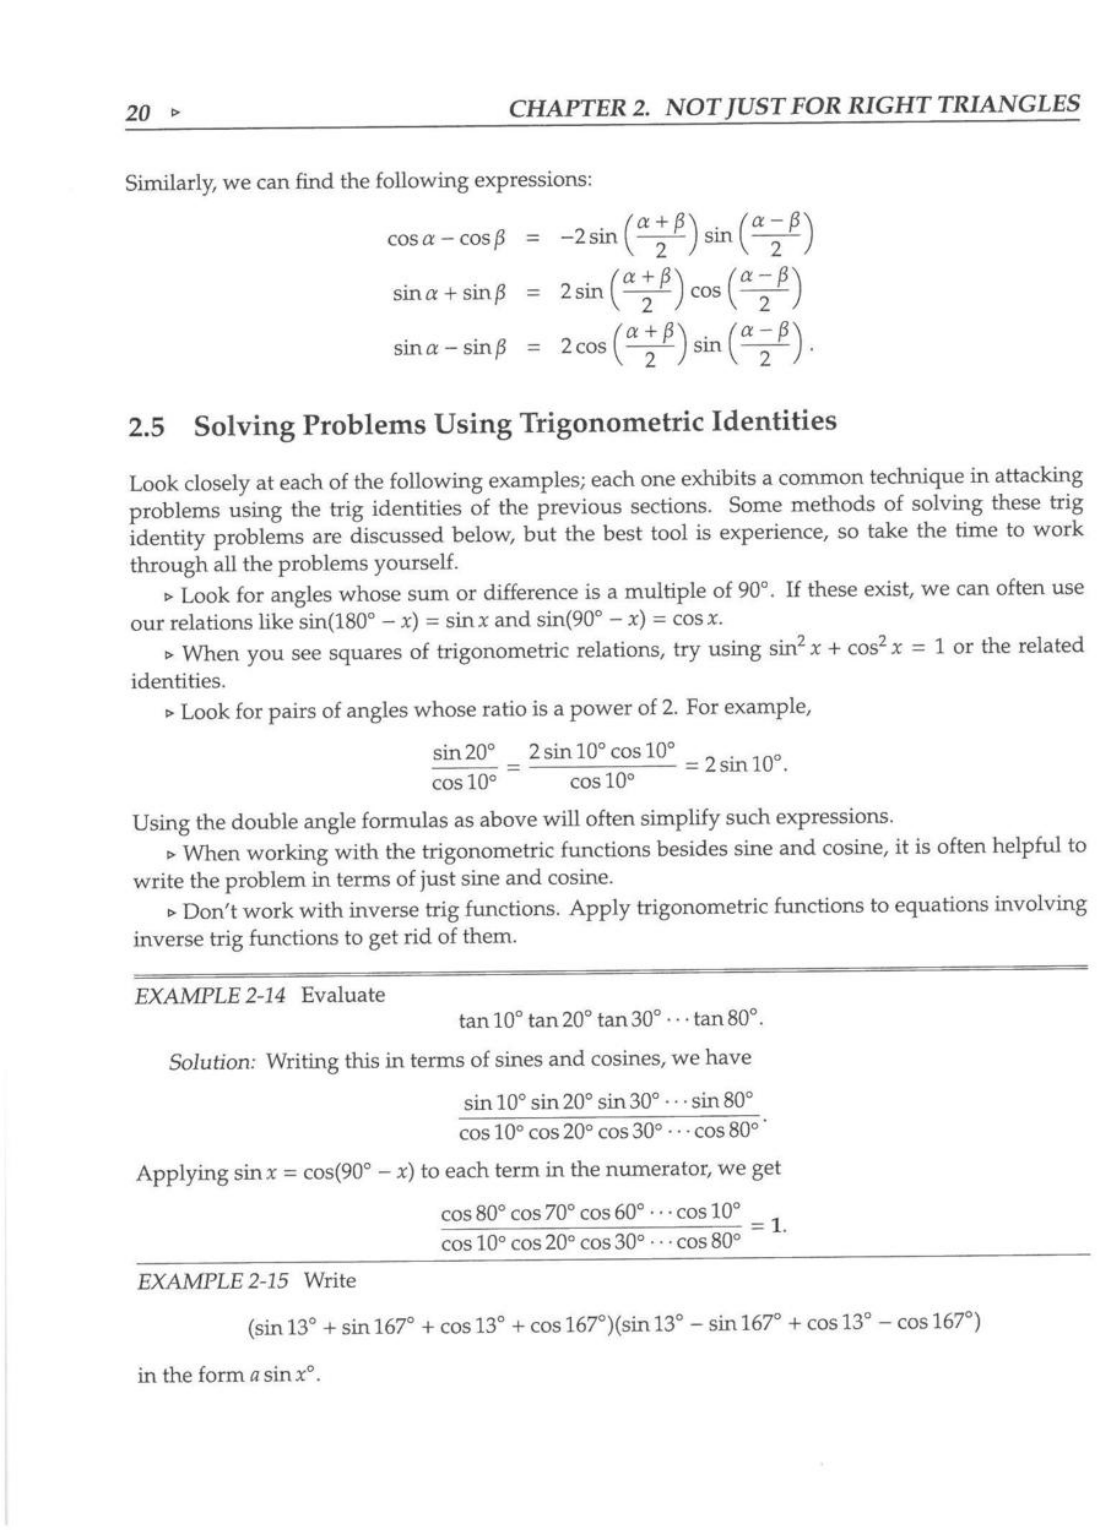 20 ▹ CHAPTER 2. NOT JUST FOR RIGHT TRIANGLES
Similarly, we can find the following expressions:
cos α − cos β = −2 sin ((α + β)/2) sin ((α − β)/2)
sin α + sin β = 2 sin ((α + β)/2) cos ((α − β)/2)
sin α − sin β = 2 cos ((α + β)/2) sin ((α − β)/2).
2.5 Solving Problems Using Trigonometric Identities
Look closely at each of the following examples; each one exhibits a common technique in attacking
problems using the trig identities of the previous sections. Some methods of solving these trig
identity problems are discussed below, but the best tool is experience, so take the time to work
through all the problems yourself.
▹ Look for angles whose sum or difference is a multiple of 90°. If these exist, we can often use
our relations like sin(180° − x) = sin x and sin(90° − x) = cos x.
▹ When you see squares of trigonometric relations, try using sin² x + cos² x = 1 or the related
identities.
▹ Look for pairs of angles whose ratio is a power of 2. For example,
sin 20° / cos 10° = 2 sin 10° cos 10° / cos 10° = 2 sin 10°.
Using the double angle formulas as above will often simplify such expressions.
▹ When working with the trigonometric functions besides sine and cosine, it is often helpful to
write the problem in terms of just sine and cosine.
▹ Don't work with inverse trig functions. Apply trigonometric functions to equations involving
inverse trig functions to get rid of them.
EXAMPLE 2-14 Evaluate
tan 10° tan 20° tan 30° ··· tan 80°.
Solution: Writing this in terms of sines and cosines, we have
sin 10° sin 20° sin 30° ··· sin 80° / cos 10° cos 20° cos 30° ··· cos 80°.
Applying sin x = cos(90° − x) to each term in the numerator, we get
cos 80° cos 70° cos 60° ··· cos 10° / cos 10° cos 20° cos 30° ··· cos 80° = 1.
EXAMPLE 2-15 Write
(sin 13° + sin 167° + cos 13° + cos 167°)(sin 13° − sin 167° + cos 13° − cos 167°)
in the form a sin x°.